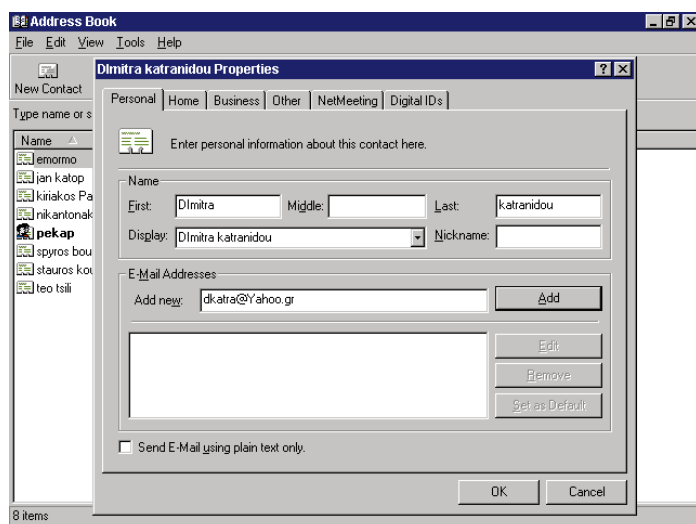 Address Book
File Edit View Tools Help
New Contact
Type name or s
Name
emormo
jan katop
kiriakos Pa
nikantonak
pekap
spyros bou
stauros kou
teo tsili
8 items
DImitra katranidou Properties
Personal Home Business Other NetMeeting Digital IDs
Enter personal information about this contact here.
Name
First: DImitra Middle: Last: katranidou
Display: DImitra katranidou Nickname:
E-Mail Addresses
Add new: dkatra@Yahoo.gr Add
Edit
Remove
Set as Default
Send E-Mail using plain text only.
OK Cancel